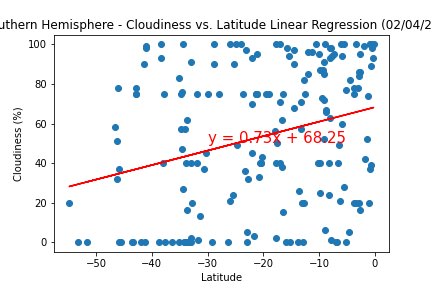 uthern Hemisphere - Cloudiness vs. Latitude Linear Regression (02/04/2
100
80
60
40
20
0
Cloudiness (%)
y = 0.73x + 68.25
−50 −40 −30 −20 −10 0
Latitude